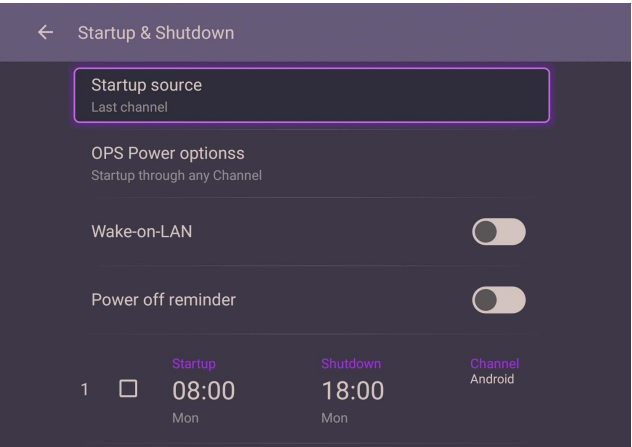 Startup & Shutdown
Startup source
Last channel
OPS Power optionss
Startup through any Channel
Wake-on-LAN
Power off reminder
Startup Shutdown Channel
1 08:00 18:00 Android
Mon Mon